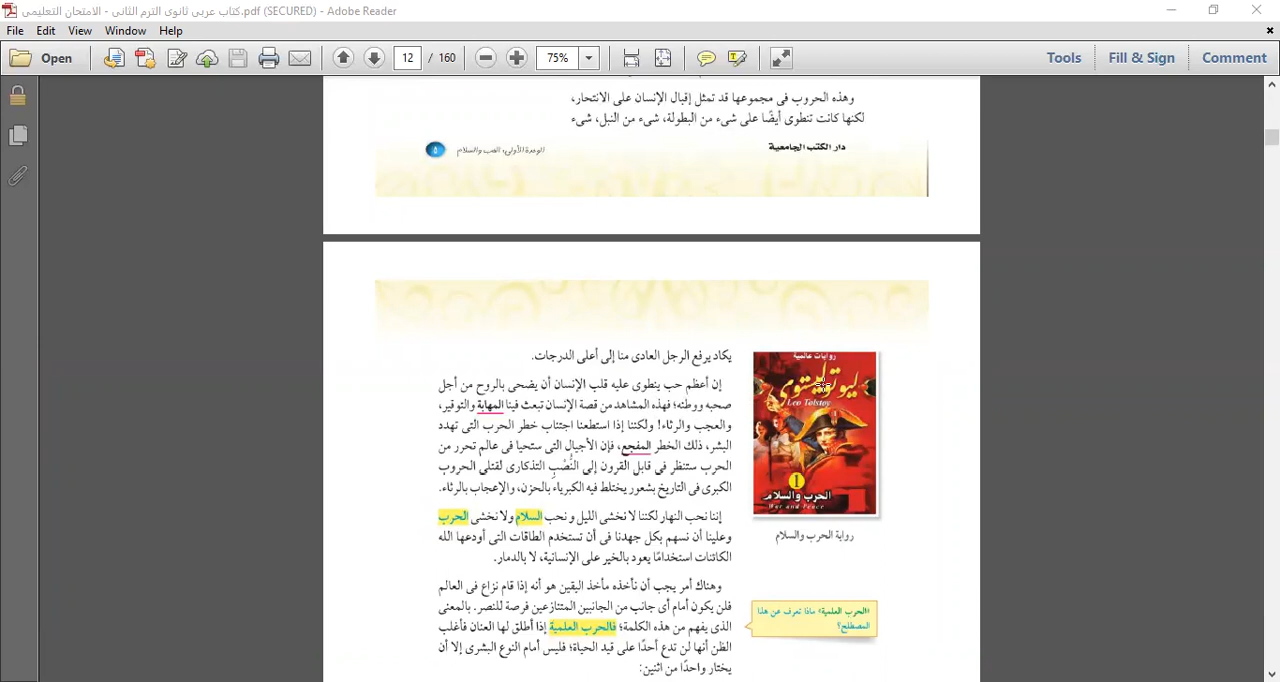 كتاب عربى ثانوى الترم الثانى - الامتحان التعليمى.pdf (SECURED) - Adobe Reader
File Edit View Window Help
Open 12 / 160 75% Tools Fill & Sign Comment
وهذه الحروب فى مجموعها قد تمثل إقبال الإنسان على الانتحار،
لكنها كانت تنطوى أيضًا على شىء من البطولة، شىء من النبل، شىء
دار الكتب الجامعية
الوحدة الأولى: الحب والسلام
٥
يكاد يرفع الرجل العادى منا إلى أعلى الدرجات.
إن أعظم حب ينطوى عليه قلب الإنسان أن يضحى بالروح من أجل
صحبه ووطنه؛ فهذه المشاهد من قصة الإنسان تبعث فينا المهابة والتوقير،
والعجب والرثاء! ولكننا إذا استطعنا اجتناب خطر الحرب التى تهدد
البشر، ذلك الخطر المفجع، فإن الأجيال التى ستحيا فى عالم تحرر من
الحرب ستنظر فى قابل القرون إلى النُّصُبِ التذكارى لقتلى الحروب
الكبرى فى التاريخ بشعور يختلط فيه الكبرياء بالحزن، والإعجاب بالرثاء.
إننا نحب النهار لكننا لا نخشى الليل و نحب السلام ولا نخشى الحرب
وعلينا أن نسهم بكل جهدنا فى أن تستخدم الطاقات التى أودعها الله
الكائنات استخدامًا يعود بالخير على الإنسانية، لا بالدمار.
وهناك أمر يجب أن نأخذه مأخذ اليقين هو أنه إذا قام نزاع فى العالم
فلن يكون أمام أى جانب من الجانبين المتنازعين فرصة للنصر. بالمعنى
الذى يفهم من هذه الكلمة؛ فالحرب العلمية إذا أطلق لها العنان فأغلب
الظن أنها لن تدع أحدًا على قيد الحياة؛ فليس أمام النوع البشرى إلا أن
يختار واحدًا من اثنين:
روايات عالمية
ليوتولستوى
Leo Tolstoy
1
الحرب والسلام
War and Peace
رواية الحرب والسلام
«الحرب العلمية» ماذا تعرف عن هذا
المصطلح؟